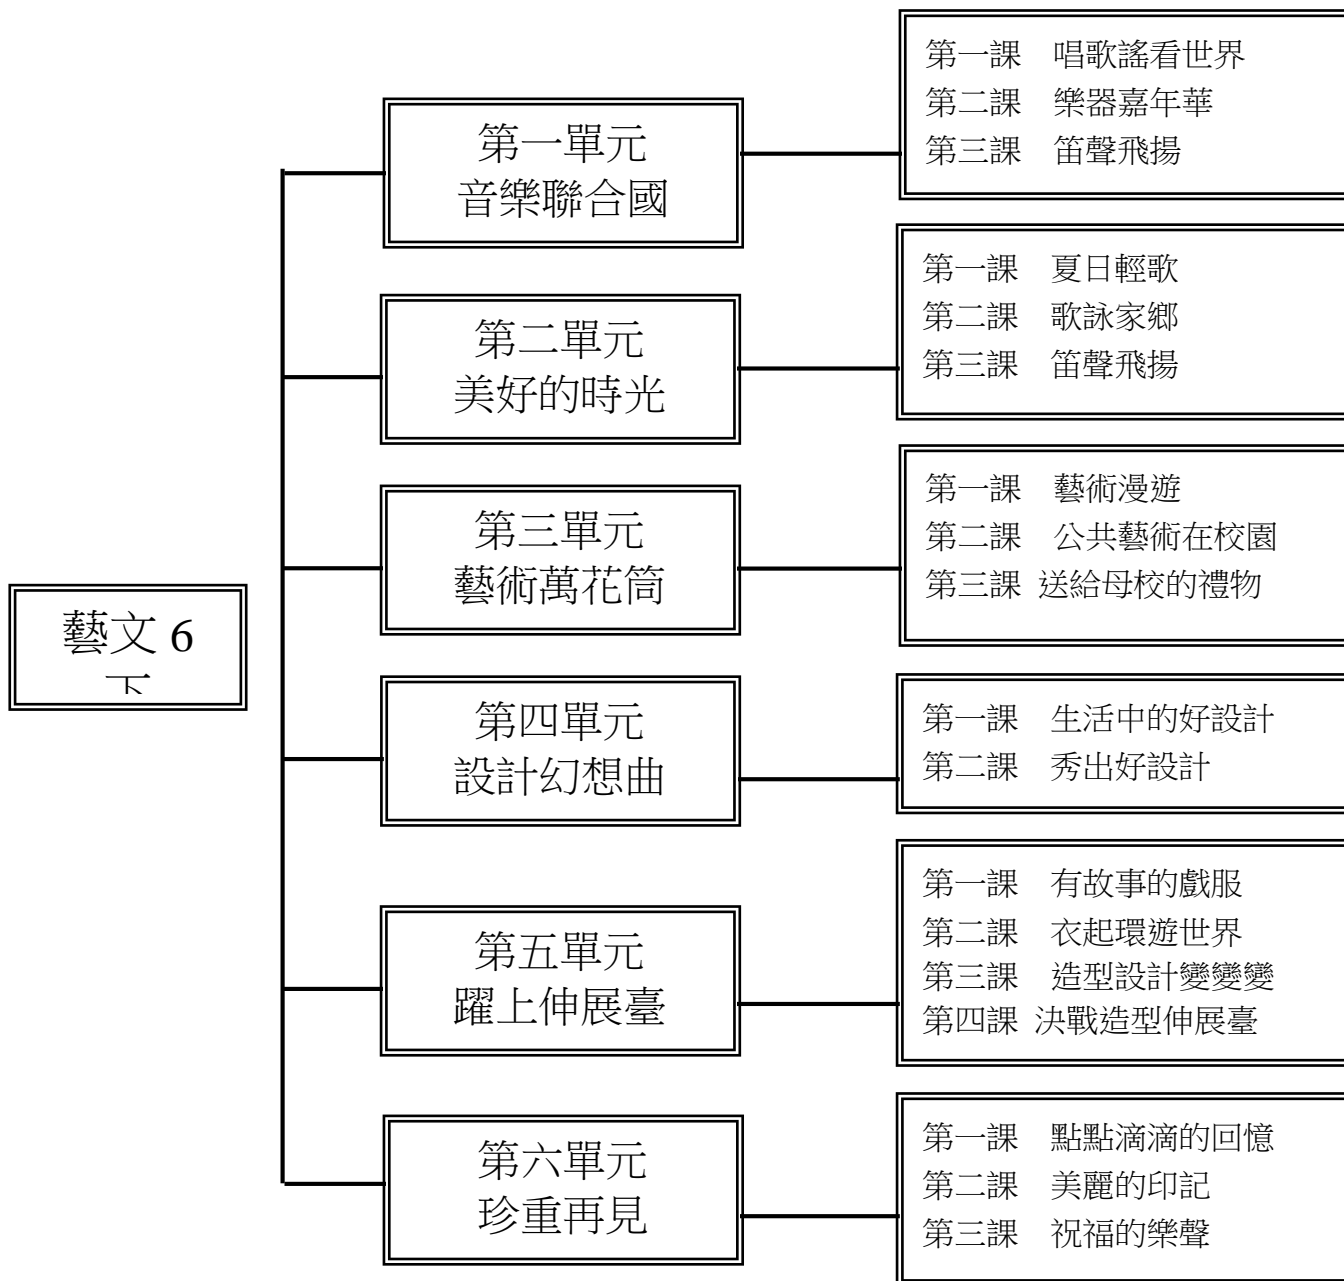 藝文 6
下
第一單元
音樂聯合國
第一課 唱歌謠看世界
第二課 樂器嘉年華
第三課 笛聲飛揚
第二單元
美好的時光
第一課 夏日輕歌
第二課 歌詠家鄉
第三課 笛聲飛揚
第三單元
藝術萬花筒
第一課 藝術漫遊
第二課 公共藝術在校園
第三課 送給母校的禮物
第四單元
設計幻想曲
第一課 生活中的好設計
第二課 秀出好設計
第五單元
躍上伸展臺
第一課 有故事的戲服
第二課 衣起環遊世界
第三課 造型設計變變變
第四課 決戰造型伸展臺
第六單元
珍重再見
第一課 點點滴滴的回憶
第二課 美麗的印記
第三課 祝福的樂聲